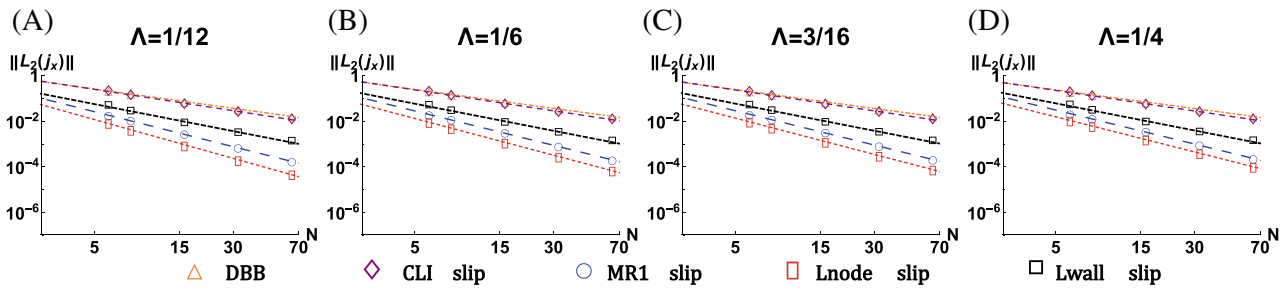 (A) Λ=1/12 (B) Λ=1/6 (C) Λ=3/16 (D) Λ=1/4
||L₂(jₓ)|| ||L₂(jₓ)|| ||L₂(jₓ)|| ||L₂(jₓ)||
1 1 1 1
10⁻² 10⁻² 10⁻² 10⁻²
10⁻⁴ 10⁻⁴ 10⁻⁴ 10⁻⁴
10⁻⁶ 10⁻⁶ 10⁻⁶ 10⁻⁶
5 15 30 70 N 5 15 30 70 N 5 15 30 70 N 5 15 30 70 N
DBB CLI slip MR1 slip Lnode slip Lwall slip